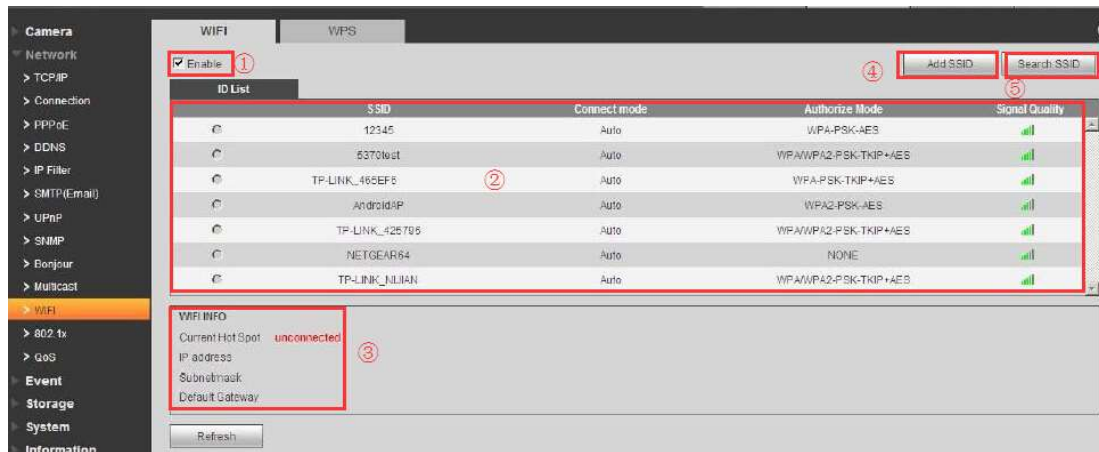 Camera
Network
> TCP/IP
> Connection
> PPPoE
> DDNS
> IP Filter
> SMTP(Email)
> UPnP
> SNMP
> Bonjour
> Multicast
> WIFI
> 802.1x
> QoS
Event
Storage
System
Information
WIFI WPS
Enable ①
④ Add SSID Search SSID
⑤
ID List
SSID Connect mode Authorize Mode Signal Quality
12345 Auto WPA-PSK-AES
5370test Auto WPA/WPA2-PSK-TKIP+AES
TP-LINK_465EF6 ② Auto WPA-PSK-TKIP+AES
AndroidAP Auto WPA2-PSK-AES
TP-LINK_425796 Auto WPA/WPA2-PSK-TKIP+AES
NETGEAR64 Auto NONE
TP-LINK_NIJIAN Auto WPA/WPA2-PSK-TKIP+AES
WIFI INFO
Current Hot Spot unconnected
③
IP address
Subnetmask
Default Gateway
Refresh